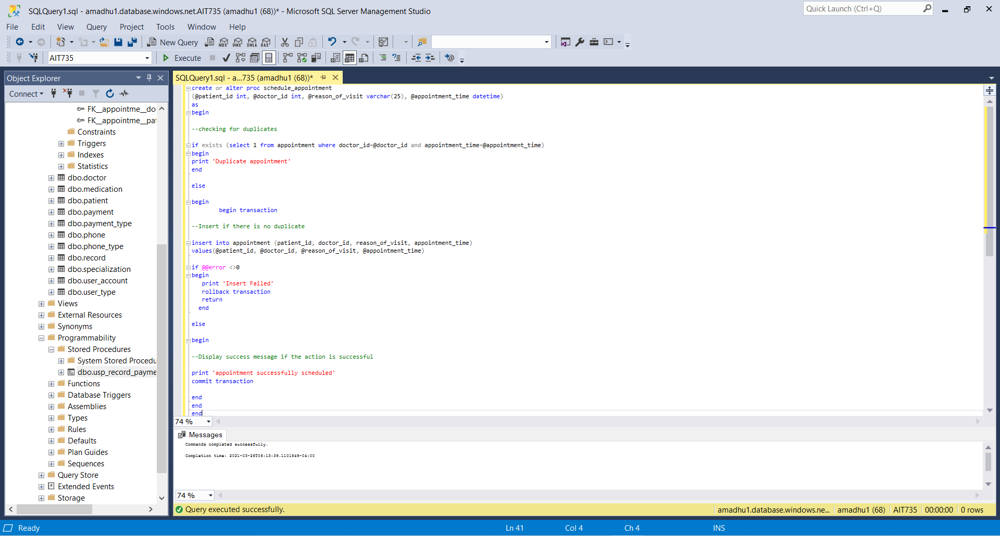 SQLQuery1.sql - amadhu1.database.windows.net.AIT735 (amadhu1 (68))* - Microsoft SQL Server Management Studio
Quick Launch (Ctrl+Q)
File Edit View Query Project Tools Window Help
New Query MDX DMX XMLA DAX
AIT735 Execute
Object Explorer
Connect
FK__appointme__do
FK__appointme__pat
Constraints
Triggers
Indexes
Statistics
dbo.doctor
dbo.medication
dbo.patient
dbo.payment
dbo.payment_type
dbo.phone
dbo.phone_type
dbo.record
dbo.specialization
dbo.user_account
dbo.user_type
Views
External Resources
Synonyms
Programmability
Stored Procedures
System Stored Procedu
dbo.usp_record_payme
Functions
Database Triggers
Assemblies
Types
Rules
Defaults
Plan Guides
Sequences
Query Store
Extended Events
Storage
SQLQuery1.sql - a...735 (amadhu1 (68))*
create or alter proc schedule_appointment
(@patient_id int, @doctor_id int, @reason_of_visit varchar(25), @appointment_time datetime)
as
begin
--checking for duplicates
if exists (select 1 from appointment where doctor_id=@doctor_id and appointment_time=@appointment_time)
begin
print 'Duplicate appointment'
end
else
begin
begin transaction
--Insert if there is no duplicate
insert into appointment (patient_id, doctor_id, reason_of_visit, appointment_time)
values(@patient_id, @doctor_id, @reason_of_visit, @appointment_time)
if @@error <>0
begin
print 'Insert Failed'
rollback transaction
return
end
else
begin
--Display success message if the action is successful
print 'appointment successfully scheduled'
commit transaction
end
end
end
74 %
Messages
Commands completed successfully.
Completion time: 2021-03-26T06:13:39.1101849-04:00
74 %
Query executed successfully. amadhu1.database.windows.ne... amadhu1 (68) AIT735 00:00:00 0 rows
Ready Ln 41 Col 4 Ch 4 INS